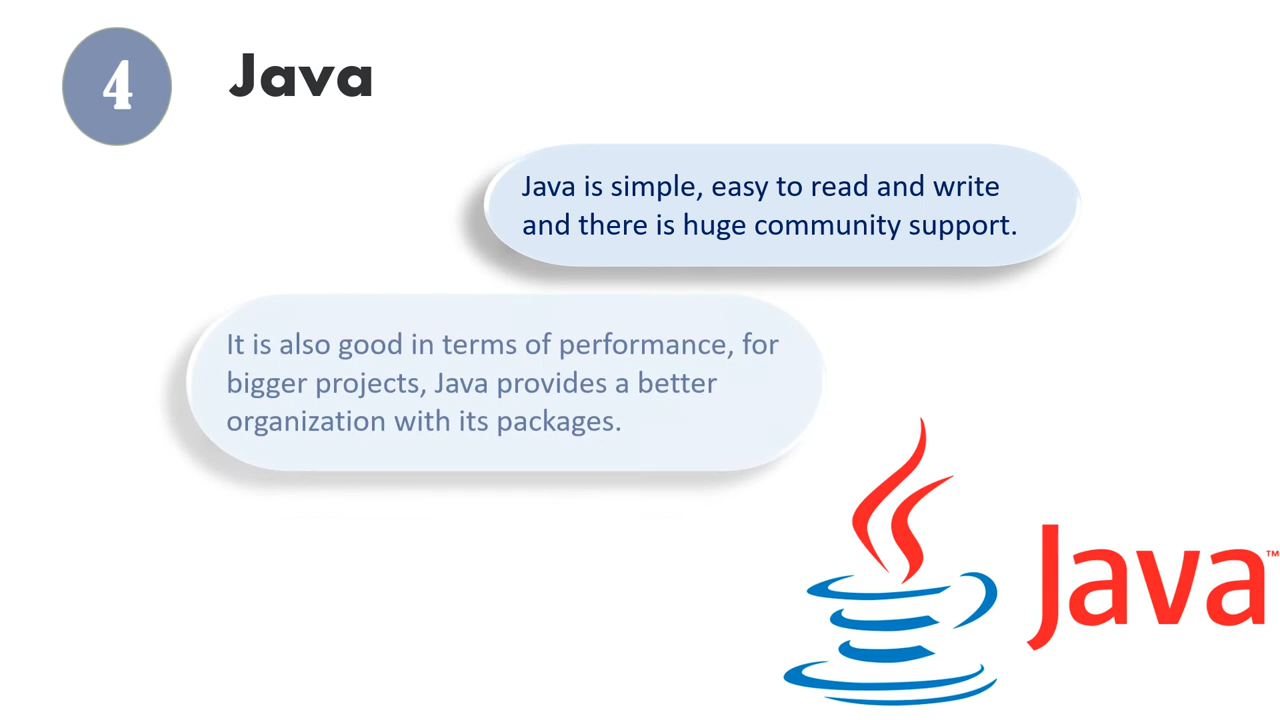 4
Java
Java is simple, easy to read and write
and there is huge community support.
It is also good in terms of performance, for
bigger projects, Java provides a better
organization with its packages.
Java™